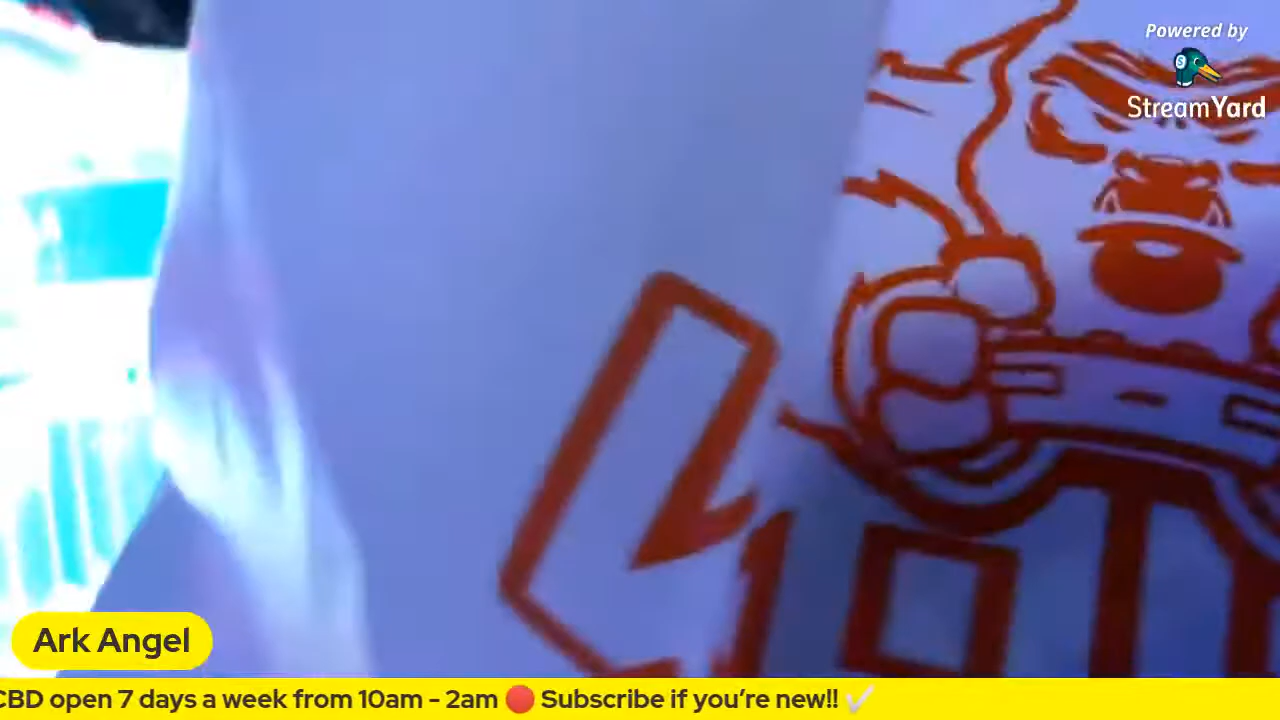 Powered by
StreamYard
Ark Angel
CBD open 7 days a week from 10am - 2am 🔴 Subscribe if you're new!! ✔️